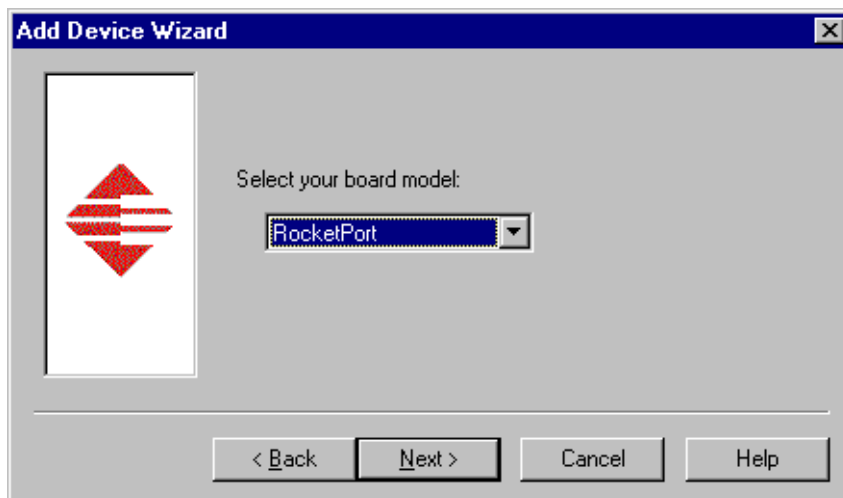 Add Device Wizard
Select your board model:
RocketPort
< Back
Next >
Cancel
Help